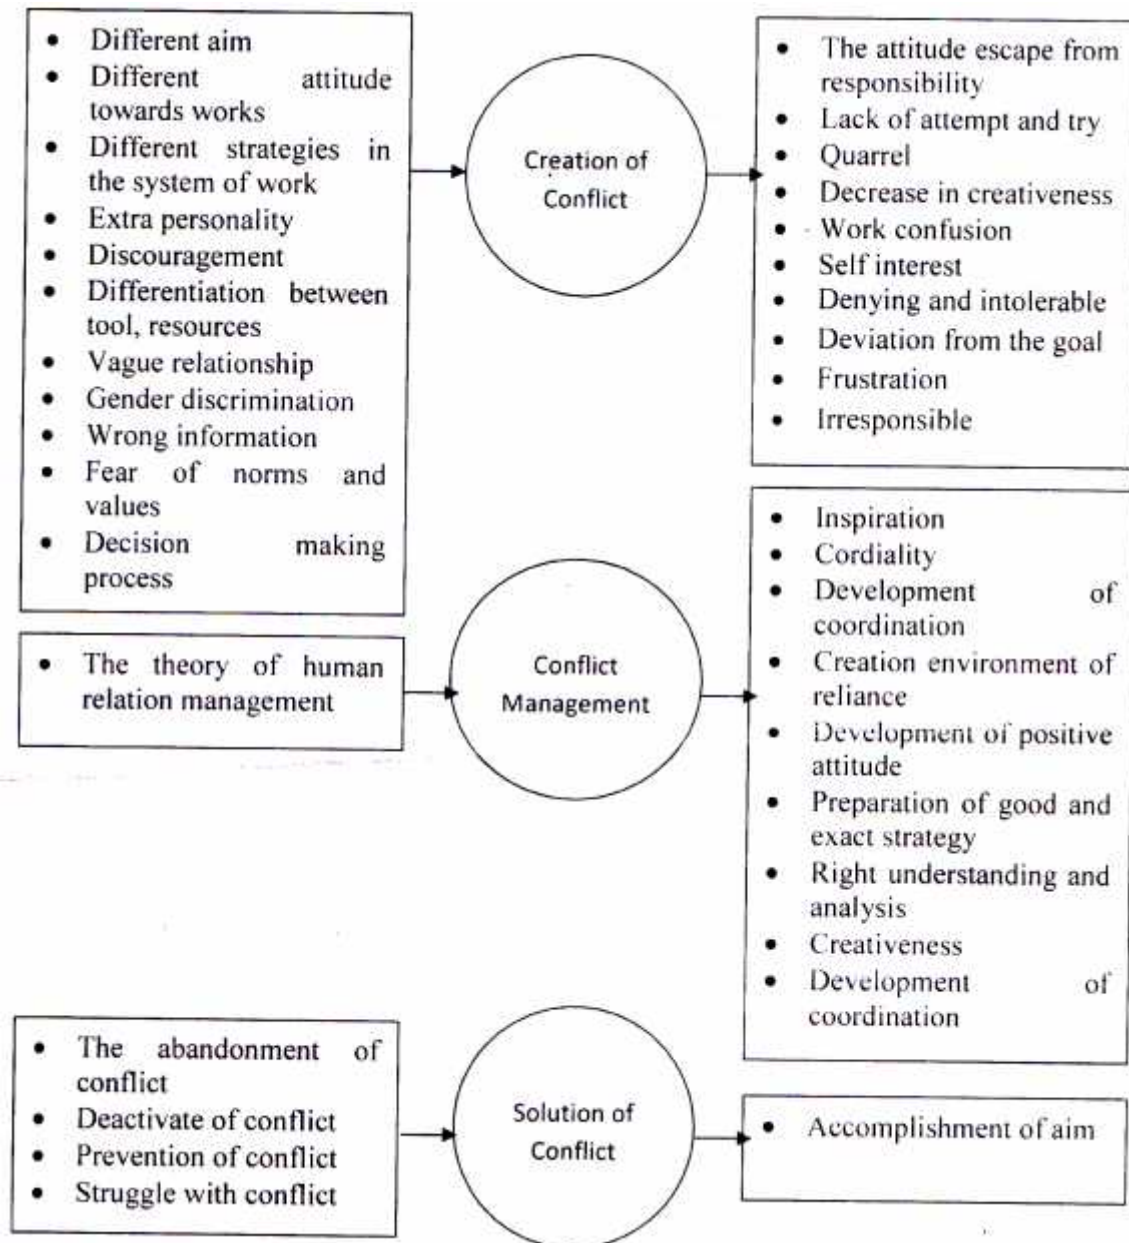 • Different aim
• Different attitude
towards works
• Different strategies in
the system of work
• Extra personality
• Discouragement
• Differentiation between
tool, resources
• Vague relationship
• Gender discrimination
• Wrong information
• Fear of norms and
values
• Decision making
process
Creation of
Conflict
• The attitude escape from
responsibility
• Lack of attempt and try
• Quarrel
• Decrease in creativeness
• Work confusion
• Self interest
• Denying and intolerable
• Deviation from the goal
• Frustration
• Irresponsible
• The theory of human
relation management
Conflict
Management
• Inspiration
• Cordiality
• Development of
coordination
• Creation environment of
reliance
• Development of positive
attitude
• Preparation of good and
exact strategy
• Right understanding and
analysis
• Creativeness
• Development of
coordination
• The abandonment of
conflict
• Deactivate of conflict
• Prevention of conflict
• Struggle with conflict
Solution of
Conflict
• Accomplishment of aim